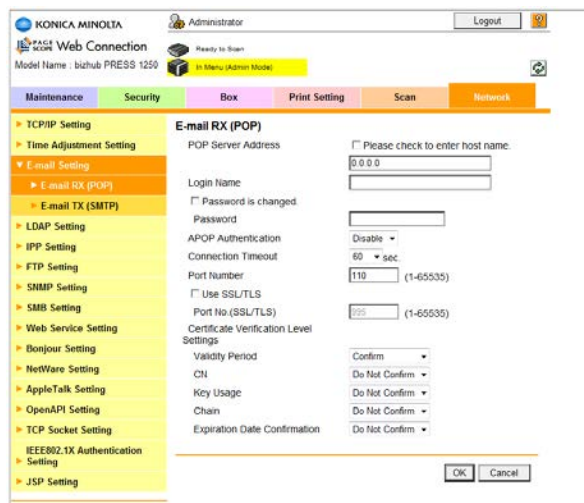 KONICA MINOLTA
Administrator
Logout
?
PAGE SCOPE Web Connection
Ready to Scan
Model Name : bizhub PRESS 1250
In Menu (Admin Mode)
Maintenance Security Box Print Setting Scan Network
TCP/IP Setting
Time Adjustment Setting
E-mail Setting
E-mail RX (POP)
E-mail TX (SMTP)
LDAP Setting
IPP Setting
FTP Setting
SNMP Setting
SMB Setting
Web Service Setting
Bonjour Setting
NetWare Setting
AppleTalk Setting
OpenAPI Setting
TCP Socket Setting
IEEE802.1X Authentication
Setting
JSP Setting
E-mail RX (POP)
POP Server Address
Please check to enter host name.
0.0.0.0
Login Name
Password is changed.
Password
APOP Authentication Disable
Connection Timeout 60 sec.
Port Number 110 (1-65535)
Use SSL/TLS
Port No.(SSL/TLS) 995 (1-65535)
Certificate Verification Level
Settings
Validity Period Confirm
CN Do Not Confirm
Key Usage Do Not Confirm
Chain Do Not Confirm
Expiration Date Confirmation Do Not Confirm
OK Cancel